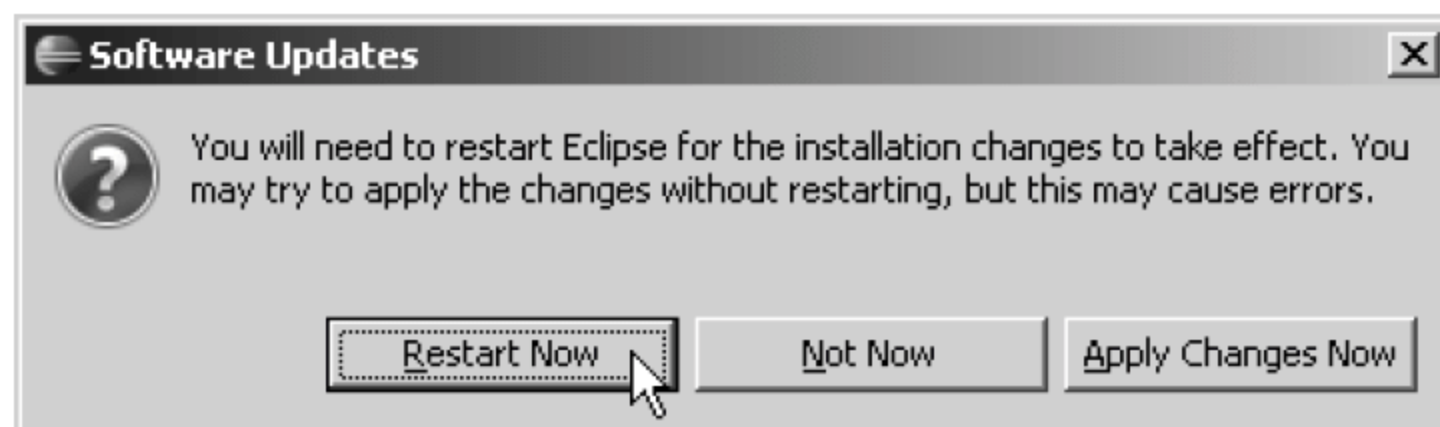 Software Updates
You will need to restart Eclipse for the installation changes to take effect. You
may try to apply the changes without restarting, but this may cause errors.
Restart Now
Not Now
Apply Changes Now